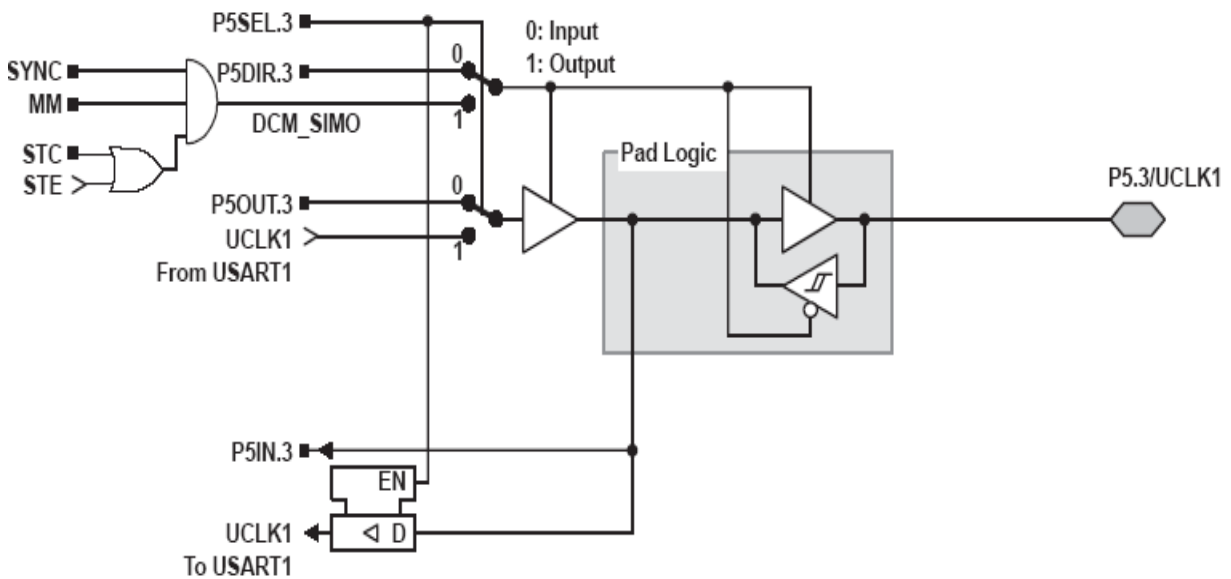 P5SEL.3
0: Input
1: Output
SYNC
P5DIR.3
0
MM
1
DCM_SIMO
STC
STE
Pad Logic
P5.3/UCLK1
P5OUT.3
0
UCLK1
1
From USART1
P5IN.3
EN
UCLK1
D
To USART1